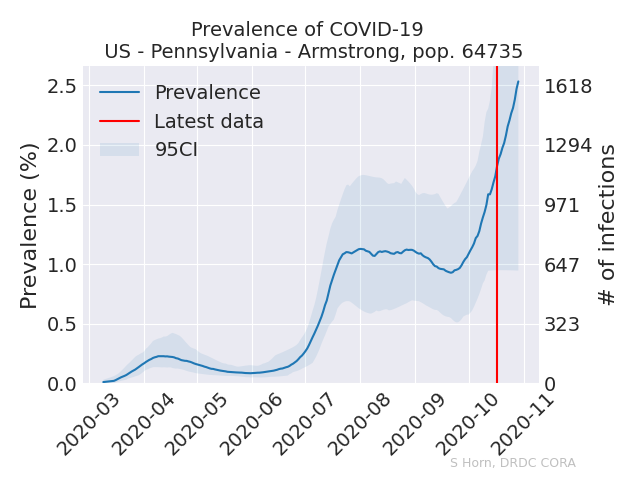 Prevalence of COVID-19
US - Pennsylvania - Armstrong, pop. 64735
Prevalence
Latest data
95CI
Prevalence (%)
2.5
2.0
1.5
1.0
0.5
0.0
1618
1294
971
647
323
0
# of infections
2020-03
2020-04
2020-05
2020-06
2020-07
2020-08
2020-09
2020-10
2020-11
S Horn, DRDC CORA